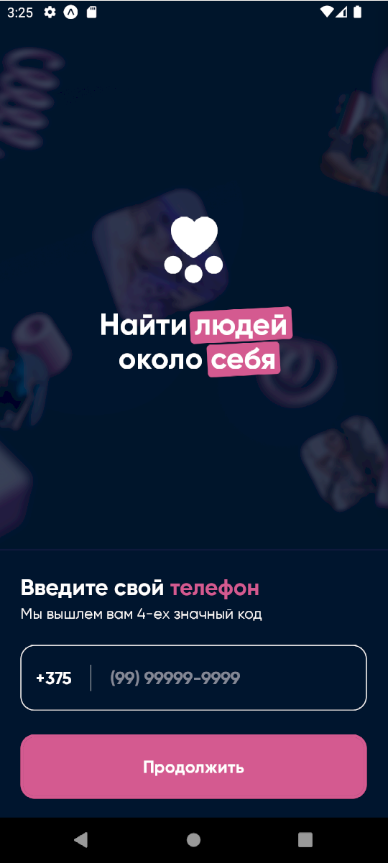 3:25
Найти людей
около себя
Введите свой телефон
Мы вышлем вам 4-ех значный код
+375 (99) 99999-9999
Продолжить